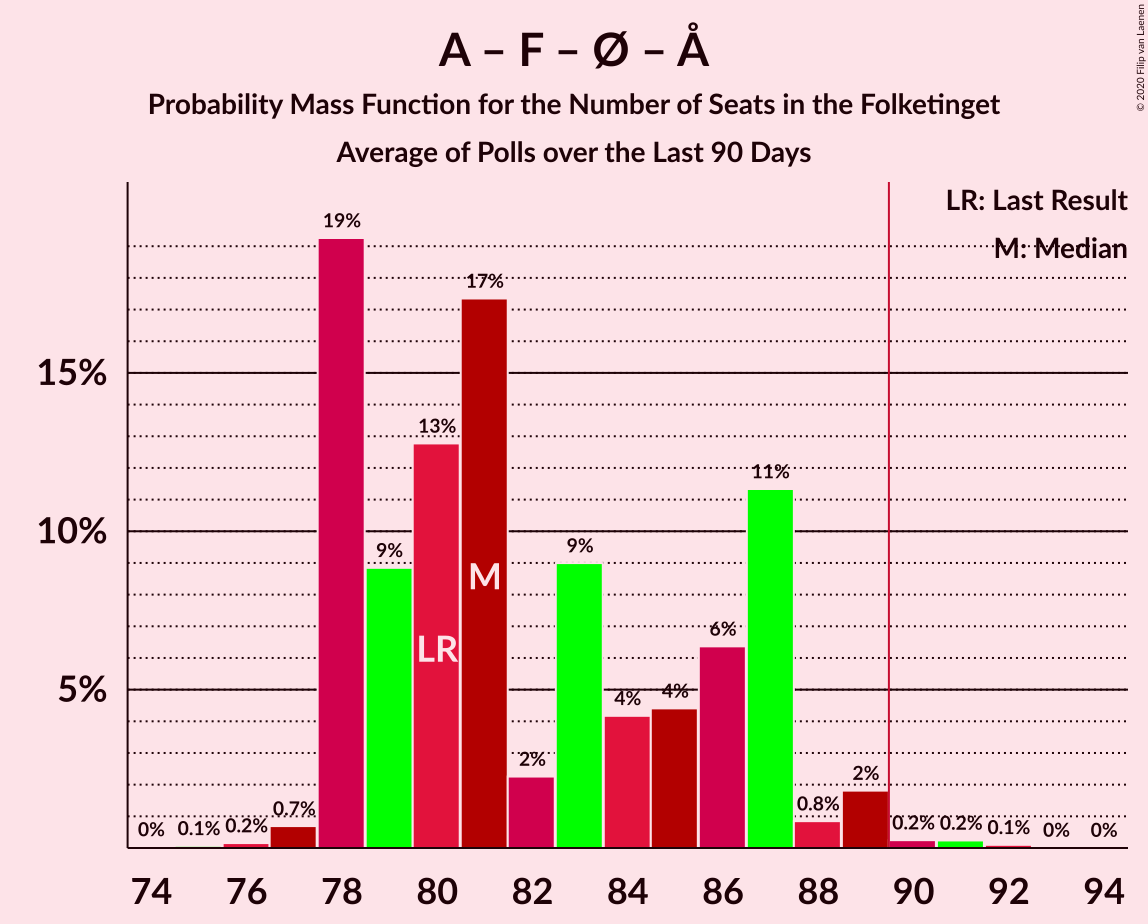 A – F – Ø – Å
Probability Mass Function for the Number of Seats in the Folketinget
Average of Polls over the Last 90 Days
© 2020 Filip van Laenen
LR: Last Result
M: Median
15%
10%
5%
0%
0.1%
0.2%
0.7%
19%
9%
13%
17%
2%
9%
4%
4%
6%
11%
0.8%
2%
0.2%
0.2%
0.1%
0%
0%
LR
M
74 76 78 80 82 84 86 88 90 92 94